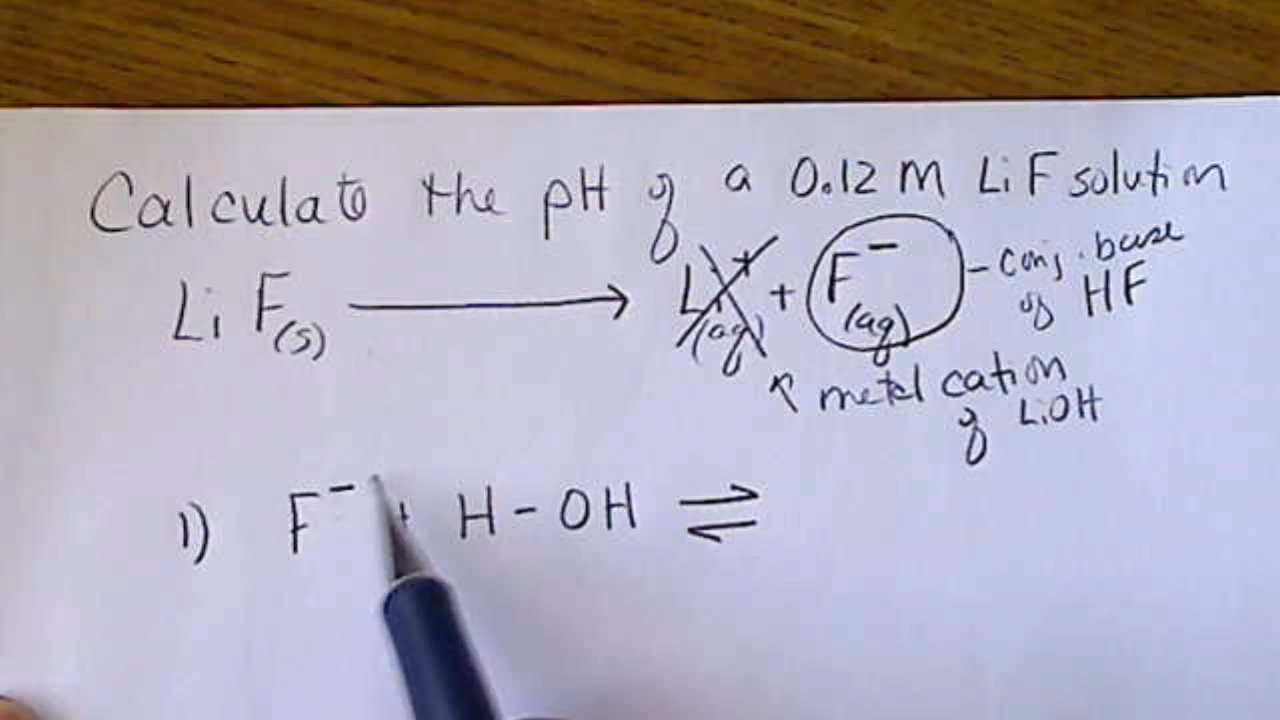 Calculate the pH of a 0.12 M LiF solution
LiF(s) → Li+(aq) + F−(aq) – conj. base
of HF
↑ metal cation
of LiOH
1) F− + H-OH ⇌